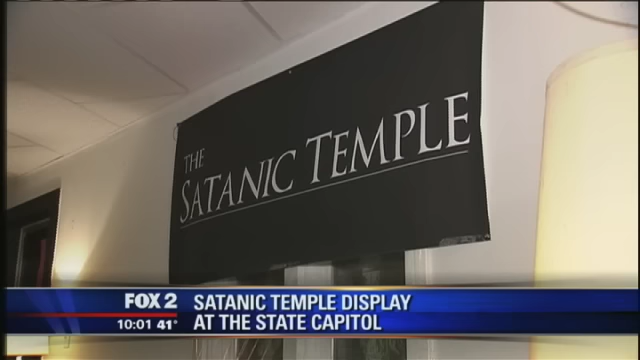 THE
SATANIC TEMPLE
FOX 2
10:01 41°
SATANIC TEMPLE DISPLAY
AT THE STATE CAPITOL